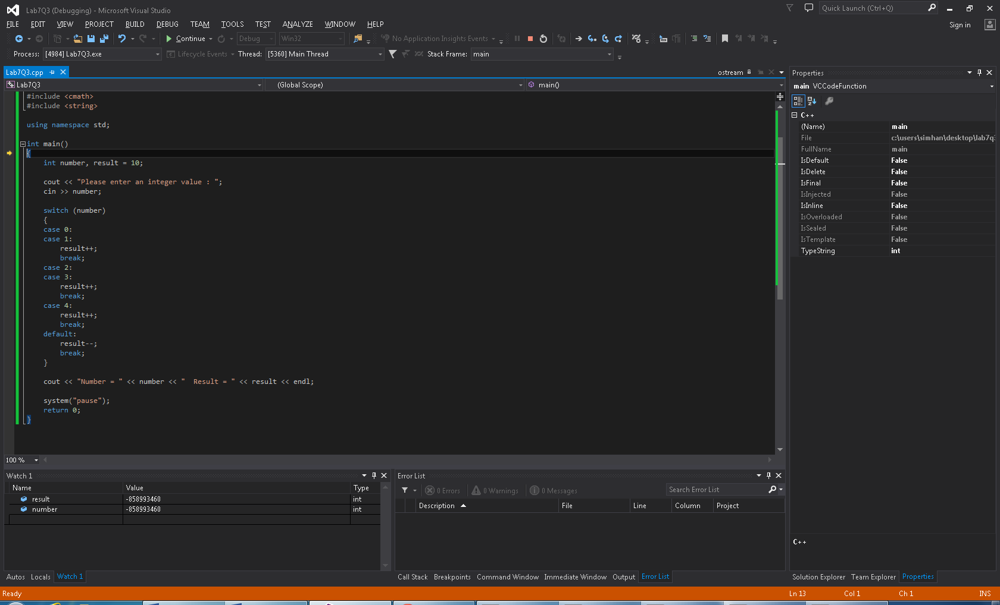 Lab7Q3 (Debugging) - Microsoft Visual Studio
Quick Launch (Ctrl+Q)
FILE EDIT VIEW PROJECT BUILD DEBUG TEAM TOOLS TEST ANALYZE WINDOW HELP
Sign in
Continue Debug Win32 No Application Insights Events
Process: [4984] Lab7Q3.exe Lifecycle Events Thread: [5360] Main Thread Stack Frame: main
Lab7Q3.cpp ostream
Lab7Q3 (Global Scope) main()
#include <cmath>
#include <string>
using namespace std;
int main()
{
int number, result = 10;
cout << "Please enter an integer value : ";
cin >> number;
switch (number)
{
case 0:
case 1:
result++;
break;
case 2:
case 3:
result++;
break;
case 4:
result++;
break;
default:
result--;
break;
}
cout << "Number = " << number << "  Result = " << result << endl;
system("pause");
return 0;
}
100 %
Properties
main VCCodeFunction
C++
(Name) main
File c:\users\simhan\desktop\lab7q3
FullName main
IsDefault False
IsDelete False
IsFinal False
IsInjected False
IsInline False
IsOverloaded False
IsSealed False
IsTemplate False
TypeString int
C++
Watch 1
Name Value Type
result -858993460 int
number -858993460 int
Autos Locals Watch 1
Error List
0 Errors 0 Warnings 0 Messages Search Error List
Description File Line Column Project
Call Stack Breakpoints Command Window Immediate Window Output Error List
Solution Explorer Team Explorer Properties
Ready Ln 13 Col 1 Ch 1 INS